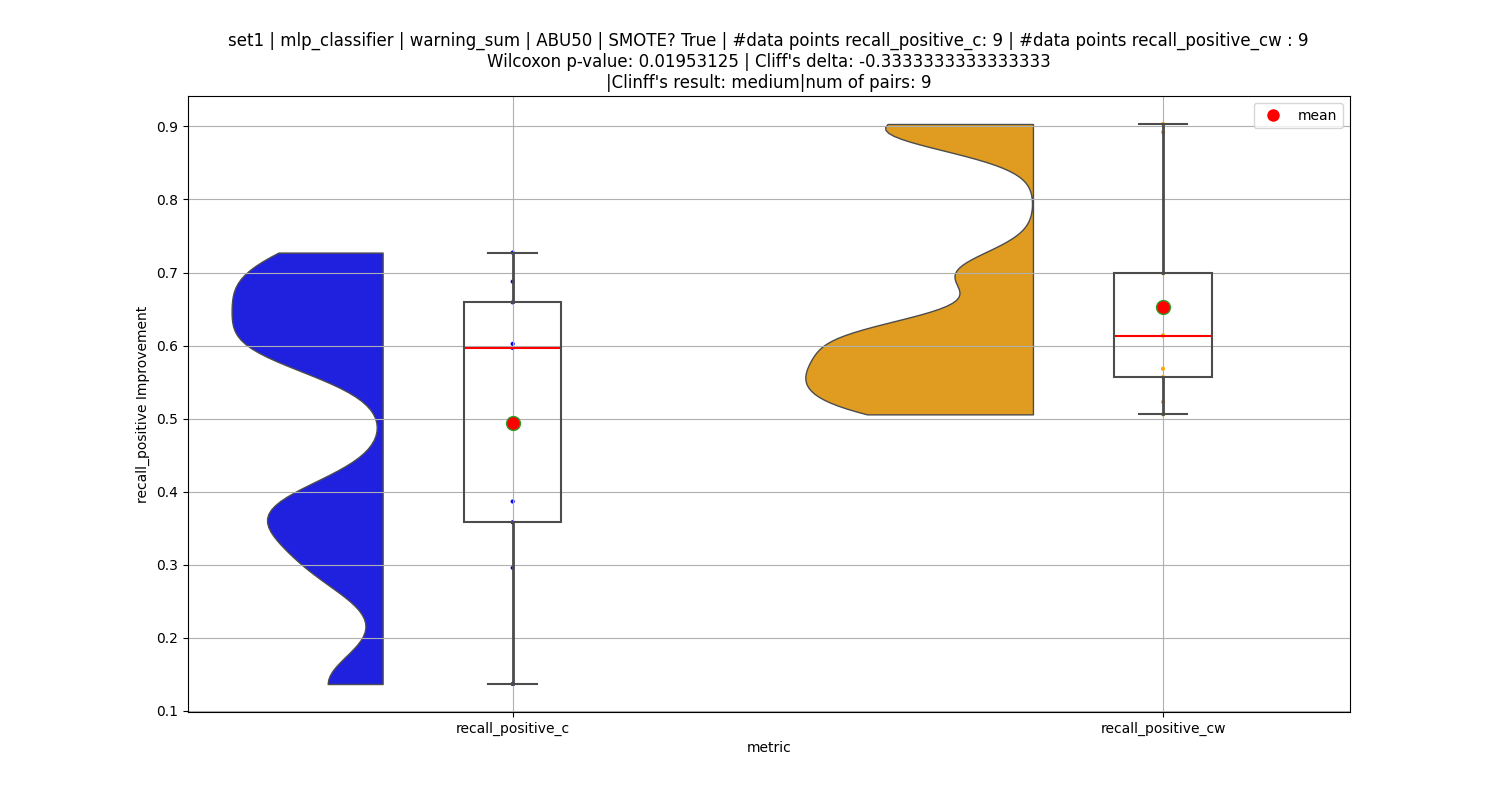 set1 | mlp_classifier | warning_sum | ABU50 | SMOTE? True | #data points recall_positive_c: 9 | #data points recall_positive_cw : 9
Wilcoxon p-value: 0.01953125 | Cliff's delta: -0.3333333333333333
|Clinff's result: medium|num of pairs: 9
mean
0.9
0.8
0.7
0.6
0.5
0.4
0.3
0.2
0.1
recall_positive Improvement
recall_positive_c
recall_positive_cw
metric